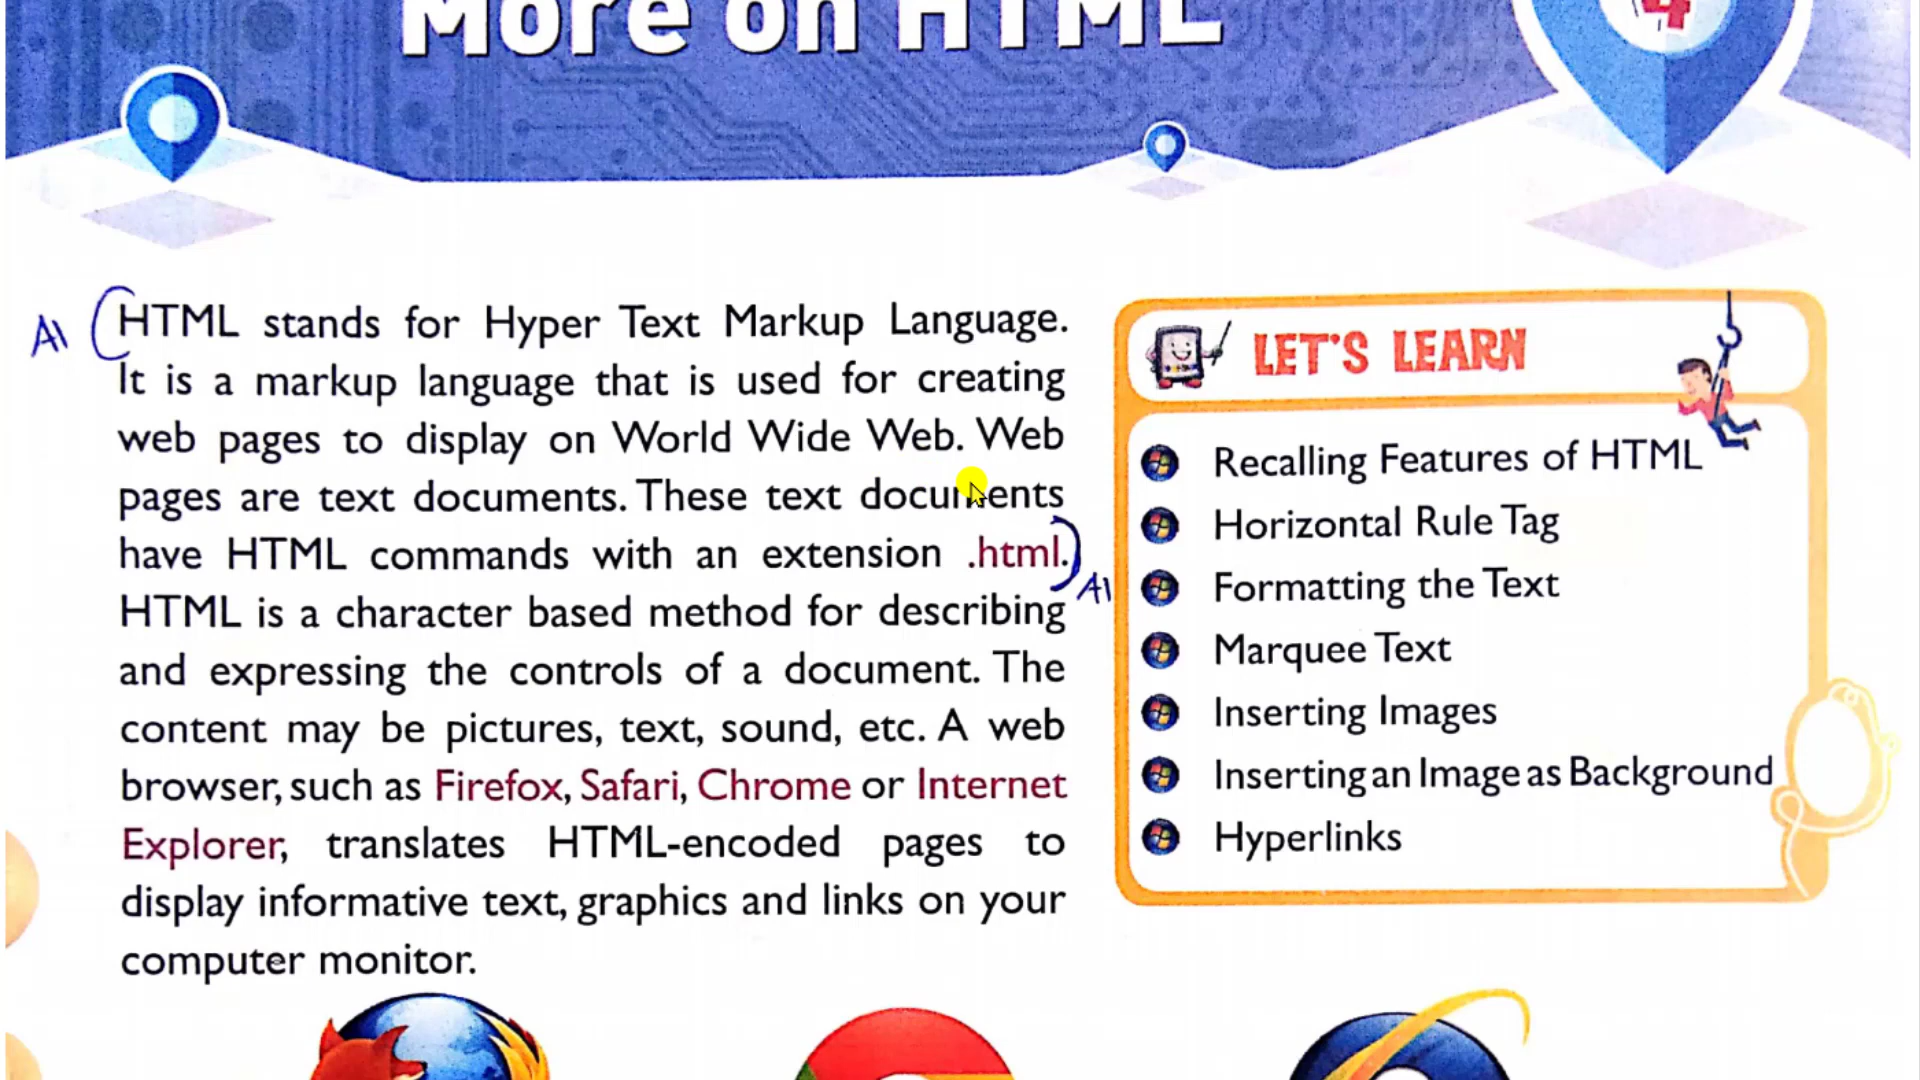 More on HTML
4
A1
HTML stands for Hyper Text Markup Language.
It is a markup language that is used for creating
web pages to display on World Wide Web. Web
pages are text documents. These text documents
have HTML commands with an extension .html.
A1
HTML is a character based method for describing
and expressing the controls of a document. The
content may be pictures, text, sound, etc. A web
browser, such as Firefox, Safari, Chrome or Internet
Explorer, translates HTML-encoded pages to
display informative text, graphics and links on your
computer monitor.
LET'S LEARN
Recalling Features of HTML
Horizontal Rule Tag
Formatting the Text
Marquee Text
Inserting Images
Inserting an Image as Background
Hyperlinks